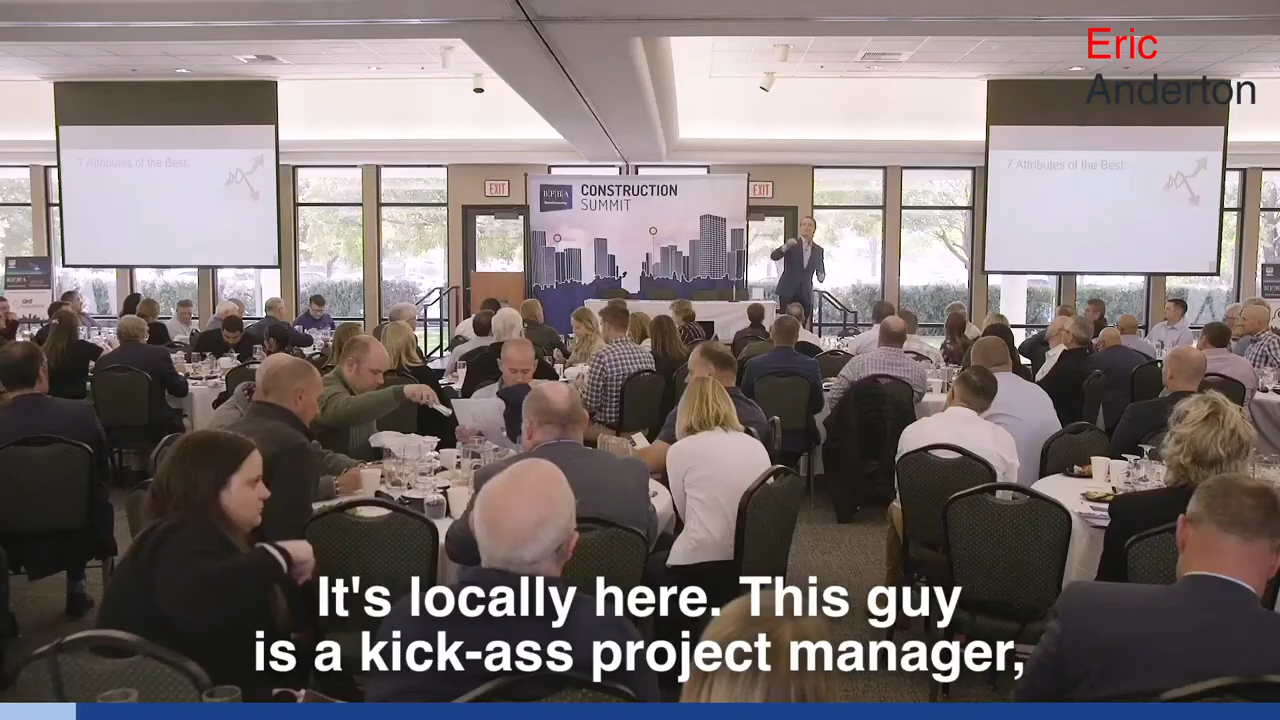 Eric
Anderton
7 Attributes of the Best:
7 Attributes of the Best:
EXIT
EXIT
CONSTRUCTION
SUMMIT
It's locally here. This guy
is a kick-ass project manager,